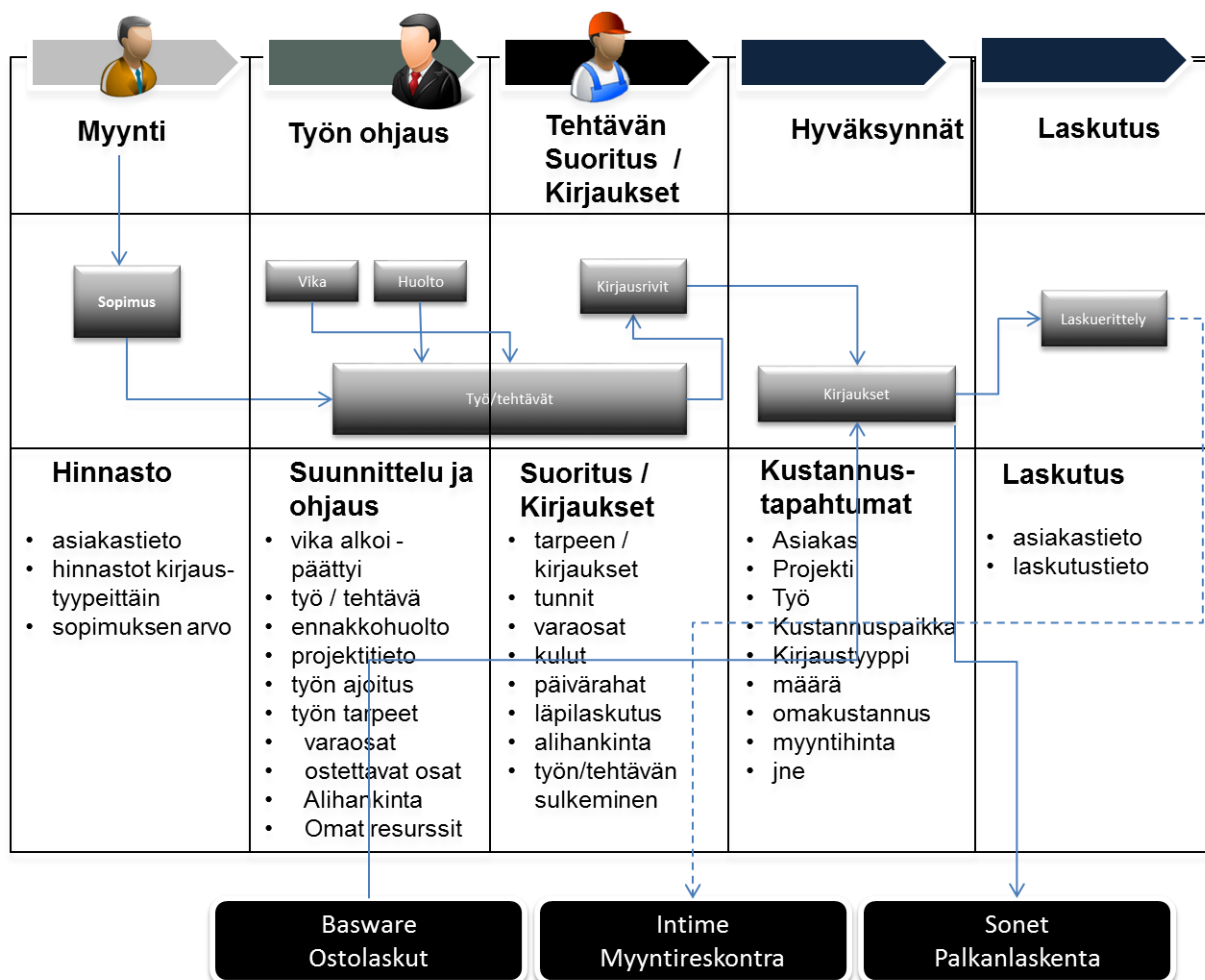 Myynti
Työn ohjaus
Tehtävän
Suoritus /
Kirjaukset
Hyväksynnät
Laskutus
Sopimus
Vika
Huolto
Työ/tehtävät
Kirjausrivit
Kirjaukset
Laskuerittely
Hinnasto
• asiakastieto
• hinnastot kirjaus-
tyypeittäin
• sopimuksen arvo
Suunnittelu ja
ohjaus
• vika alkoi -
päättyi
• työ / tehtävä
• ennakkohuolto
• projektitieto
• työn ajoitus
• työn tarpeet
• varaosat
• ostettavat osat
• Alihankinta
• Omat resurssit
Suoritus /
Kirjaukset
• tarpeen /
kirjaukset
• tunnit
• varaosat
• kulut
• päivärahat
• läpilaskutus
• alihankinta
• työn/tehtävän
sulkeminen
Kustannus-
tapahtumat
• Asiakas
• Projekti
• Työ
• Kustannuspaikka
• Kirjaustyyppi
• määrä
• omakustannus
• myyntihinta
• jne
Laskutus
• asiakastieto
• laskutustieto
Basware
Ostolaskut
Intime
Myyntireskontra
Sonet
Palkanlaskenta